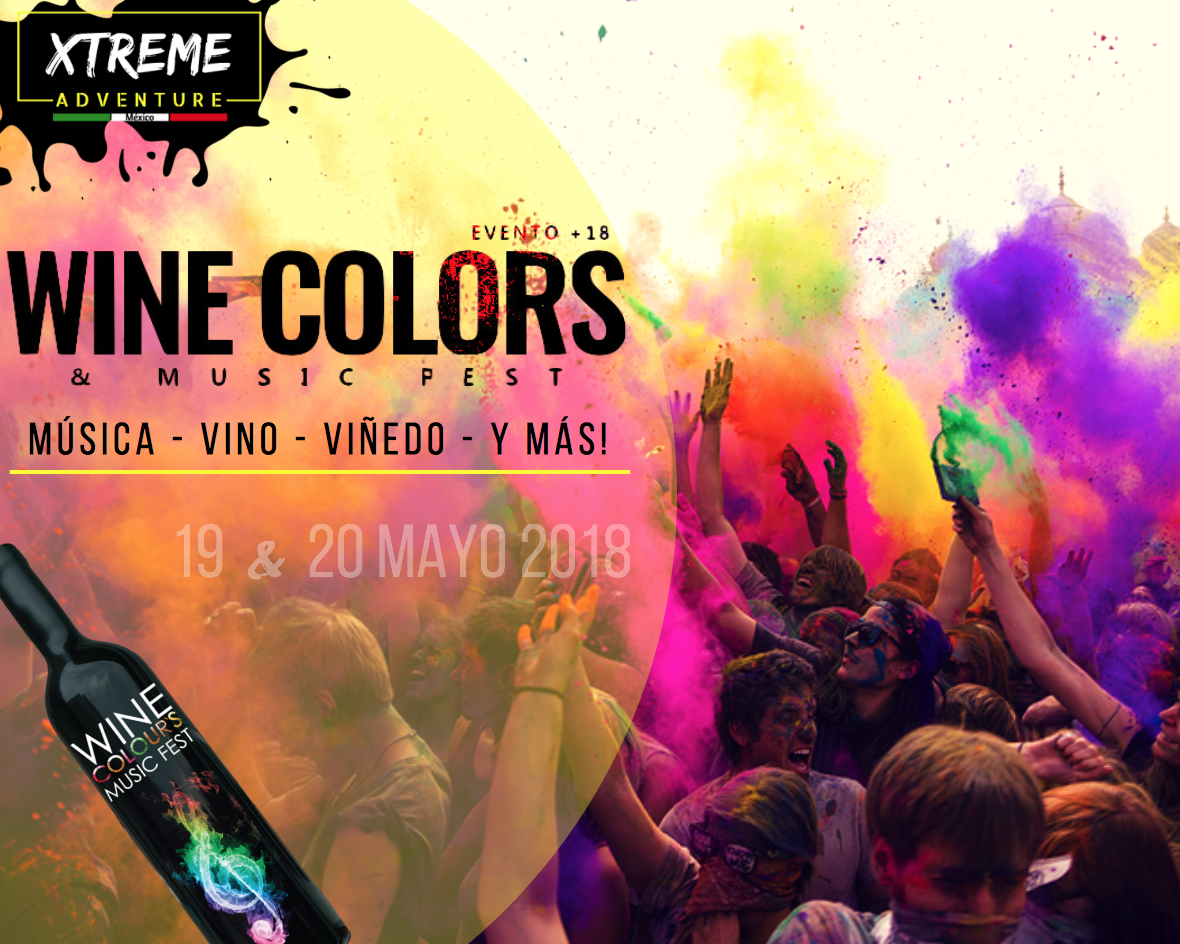 XTREME
ADVENTURE
México
EVENTO +18
WINE COLORS
& MUSIC FEST
MÚSICA - VINO - VIÑEDO - Y MÁS!
19 & 20 MAYO 2018
WINE
COLOUR'S
MUSIC FEST